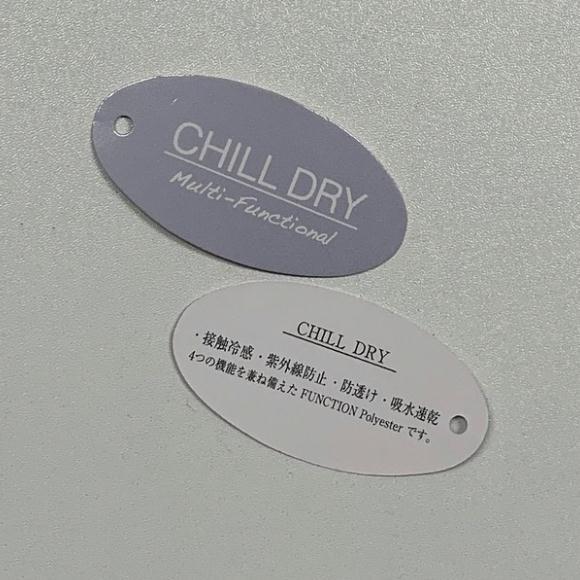 CHILL DRY
Multi-Functional
CHILL DRY
・接触冷感・紫外線防止・防透け・吸水速乾
4つの機能を兼ね備えた FUNCTION Polyester です。